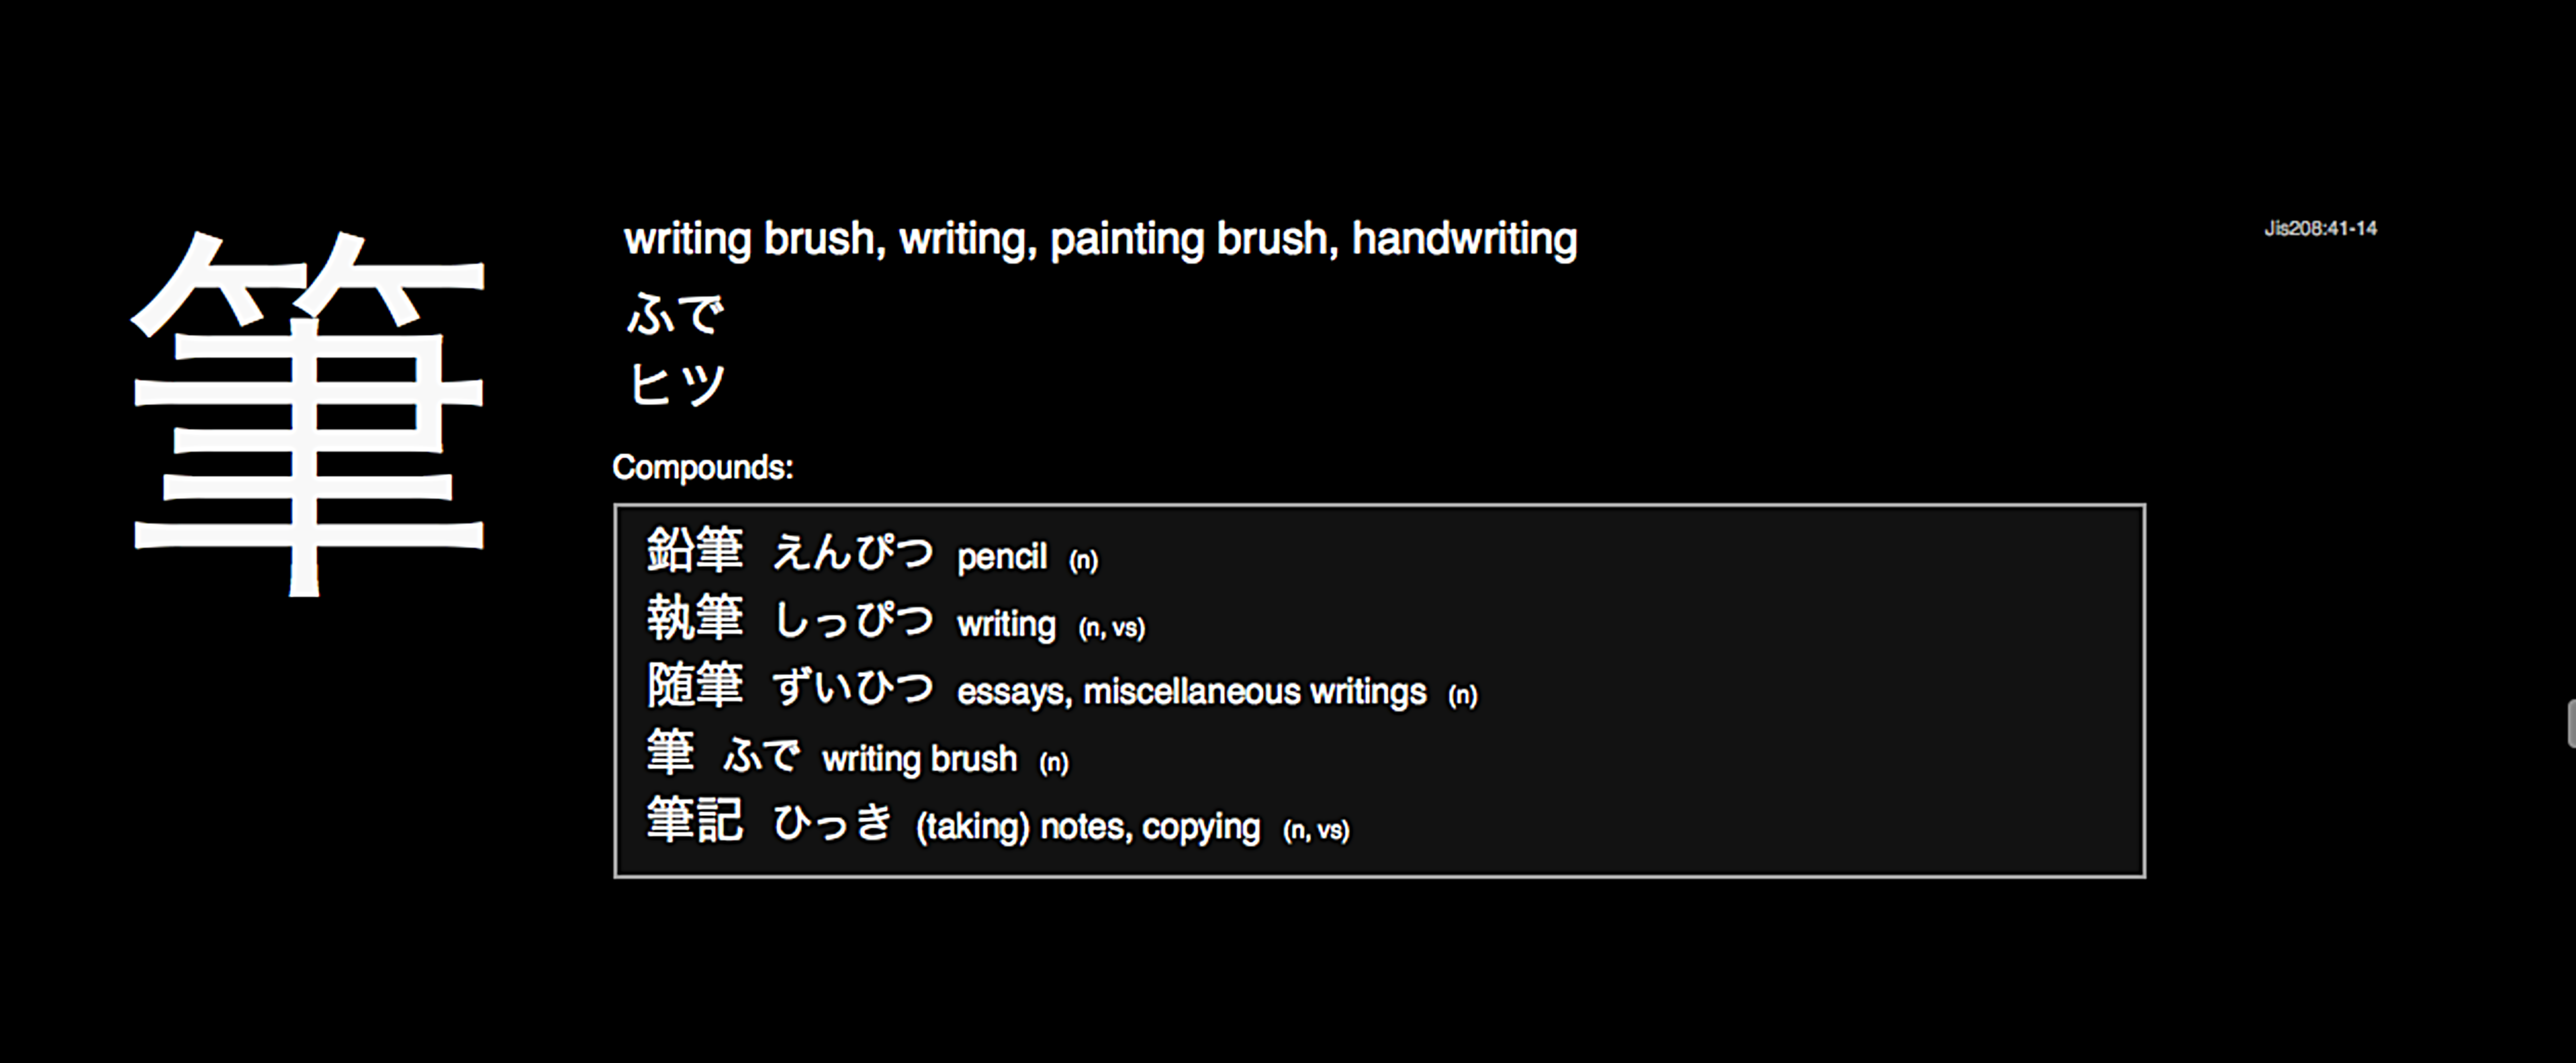 筆
writing brush, writing, painting brush, handwriting
Jis208:41-14
ふで
ヒツ
Compounds:
鉛筆 えんぴつ pencil (n)
執筆 しっぴつ writing (n, vs)
随筆 ずいひつ essays, miscellaneous writings (n)
筆 ふで writing brush (n)
筆記 ひっき (taking) notes, copying (n, vs)